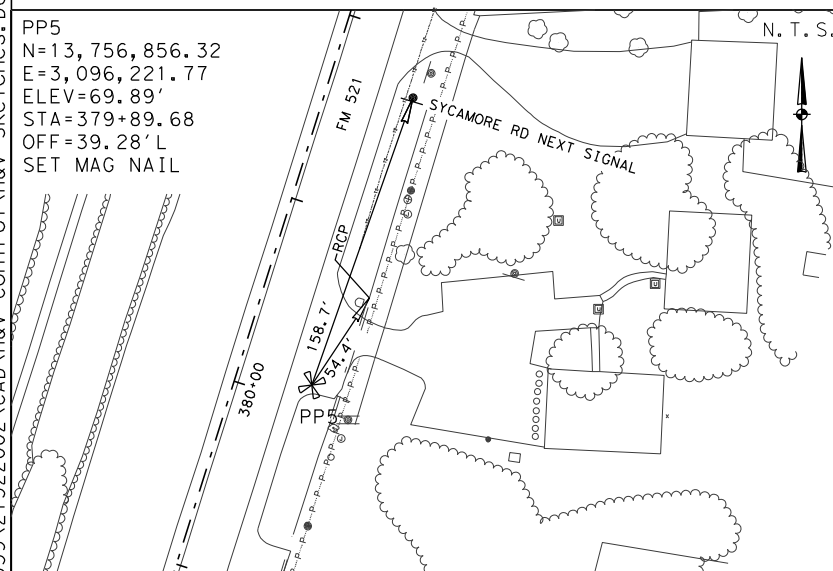 PP5
N=13,756,856.32
E=3,096,221.77
ELEV=69.89'
STA=379+89.68
OFF=39.28'L
SET MAG NAIL
N.T.S.
FM 521
SYCAMORE RD NEXT SIGNAL
RCP
158.7'
54.4'
380+00
PP5